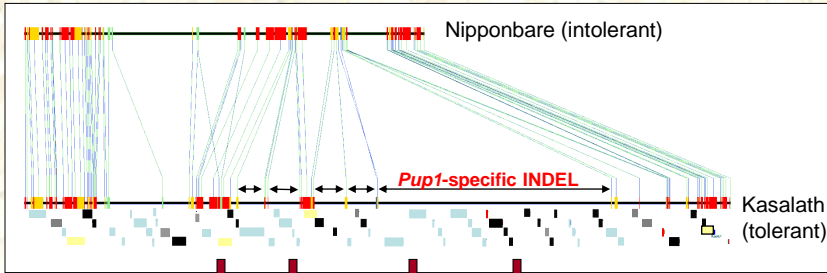 Nipponbare (intolerant)
Pup1-specific INDEL
Kasalath
(tolerant)